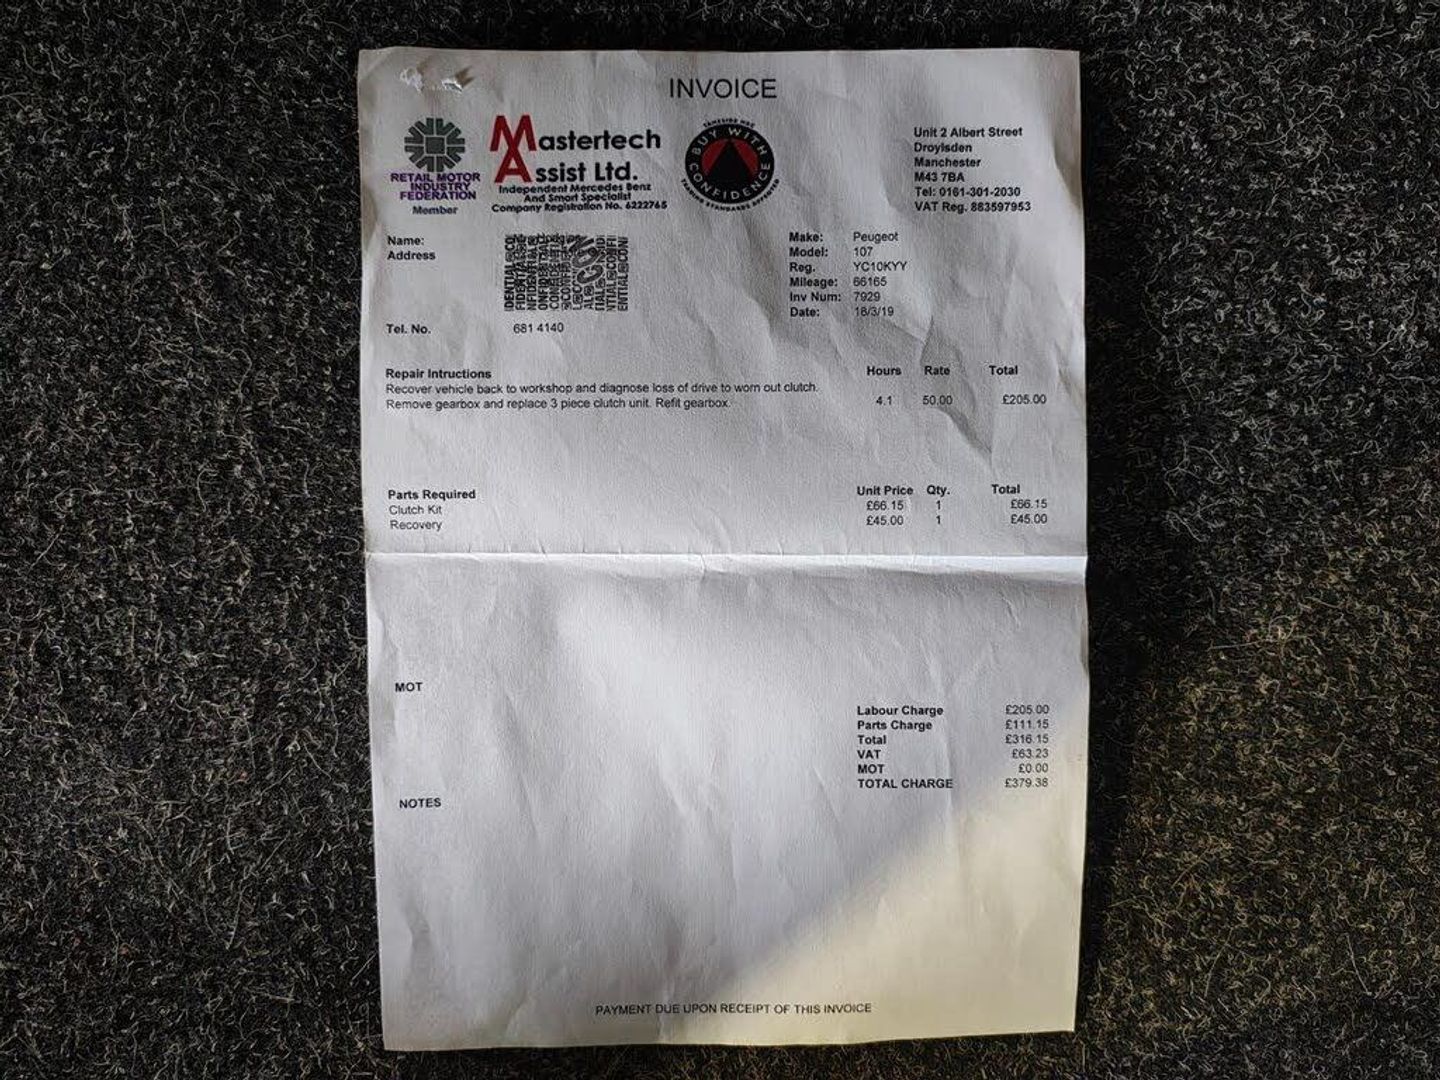 INVOICE
RETAIL MOTOR
INDUSTRY
FEDERATION
Member
Mastertech
Assist Ltd.
Independent Mercedes Benz
And Smart Specialist
Company Registration No. 6222765
TAMESIDE MBC
BUY WITH
CONFIDENCE
TRADING STANDARDS APPROVED
Unit 2 Albert Street
Droylsden
Manchester
M43 7BA
Tel: 0161-301-2030
VAT Reg. 883597953
Name:
Address
Tel. No. 681 4140
Make: Peugeot
Model: 107
Reg. YC10KYY
Mileage: 66165
Inv Num: 7929
Date: 18/3/19
Repair Intructions Hours Rate Total
Recover vehicle back to workshop and diagnose loss of drive to worn out clutch.
Remove gearbox and replace 3 piece clutch unit. Refit gearbox. 4.1 50.00 £205.00
Parts Required Unit Price Qty. Total
Clutch Kit £66.15 1 £66.15
Recovery £45.00 1 £45.00
MOT
Labour Charge £205.00
Parts Charge £111.15
Total £316.15
VAT £63.23
MOT £0.00
TOTAL CHARGE £379.38
NOTES
PAYMENT DUE UPON RECEIPT OF THIS INVOICE